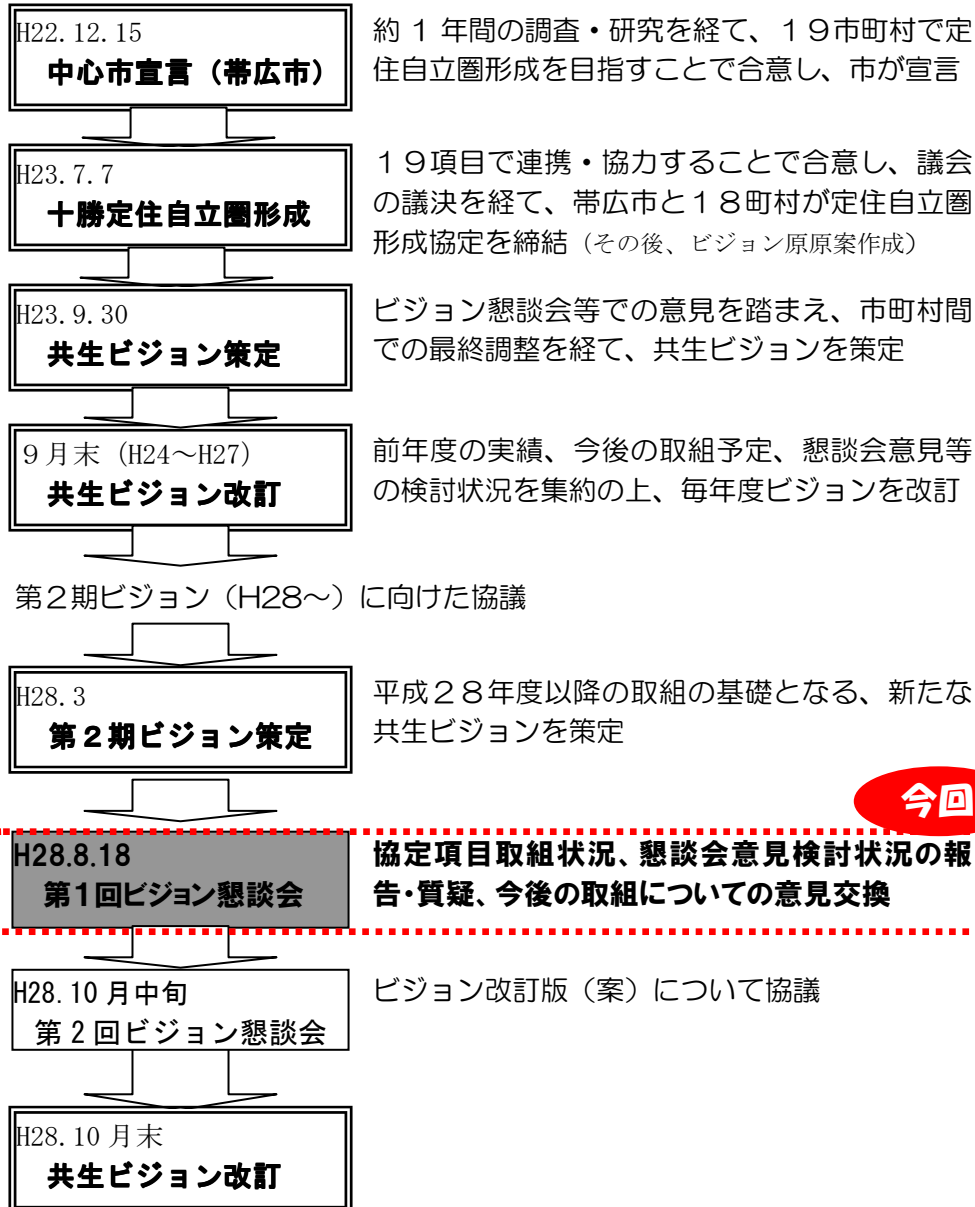 H22.12.15
中心市宣言（帯広市）
約１年間の調査・研究を経て、１９市町村で定
住自立圏形成を目指すことで合意し、市が宣言
H23.7.7
十勝定住自立圏形成
１９項目で連携・協力することで合意し、議会
の議決を経て、帯広市と１８町村が定住自立圏
形成協定を締結（その後、ビジョン原原案作成）
H23.9.30
共生ビジョン策定
ビジョン懇談会等での意見を踏まえ、市町村間
での最終調整を経て、共生ビジョンを策定
９月末（H24～H27）
共生ビジョン改訂
前年度の実績、今後の取組予定、懇談会意見等
の検討状況を集約の上、毎年度ビジョンを改訂
第２期ビジョン（H28～）に向けた協議
H28.3
第２期ビジョン策定
平成２８年度以降の取組の基礎となる、新たな
共生ビジョンを策定
今回
H28.8.18
第1回ビジョン懇談会
協定項目取組状況、懇談会意見検討状況の報
告・質疑、今後の取組についての意見交換
H28.10月中旬
第２回ビジョン懇談会
ビジョン改訂版（案）について協議
H28.10月末
共生ビジョン改訂